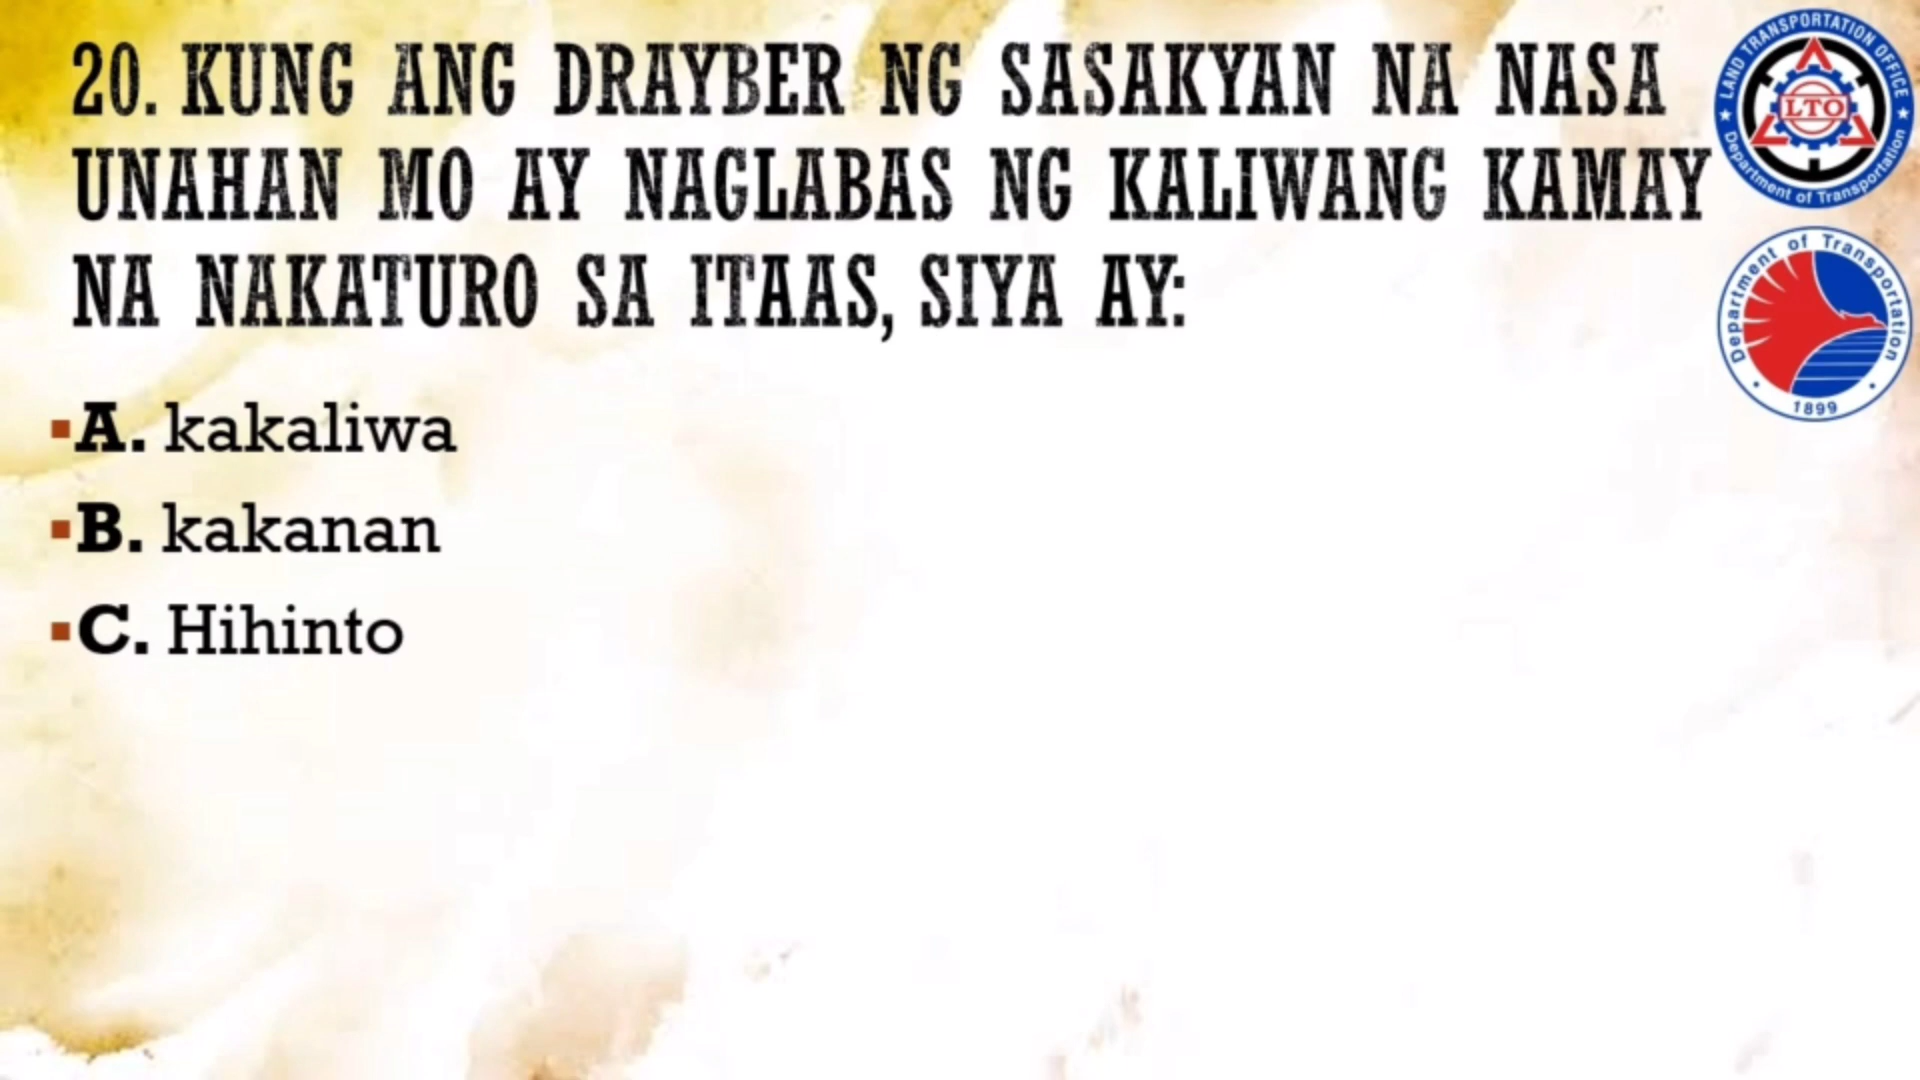 20. KUNG ANG DRAYBER NG SASAKYAN NA NASA
UNAHAN MO AY NAGLABAS NG KALIWANG KAMAY
NA NAKATURO SA ITAAS, SIYA AY:
A. kakaliwa
B. kakanan
C. Hihinto
LAND TRANSPORTATION OFFICE
LTO
Department of Transportation
Department of Transportation
1899